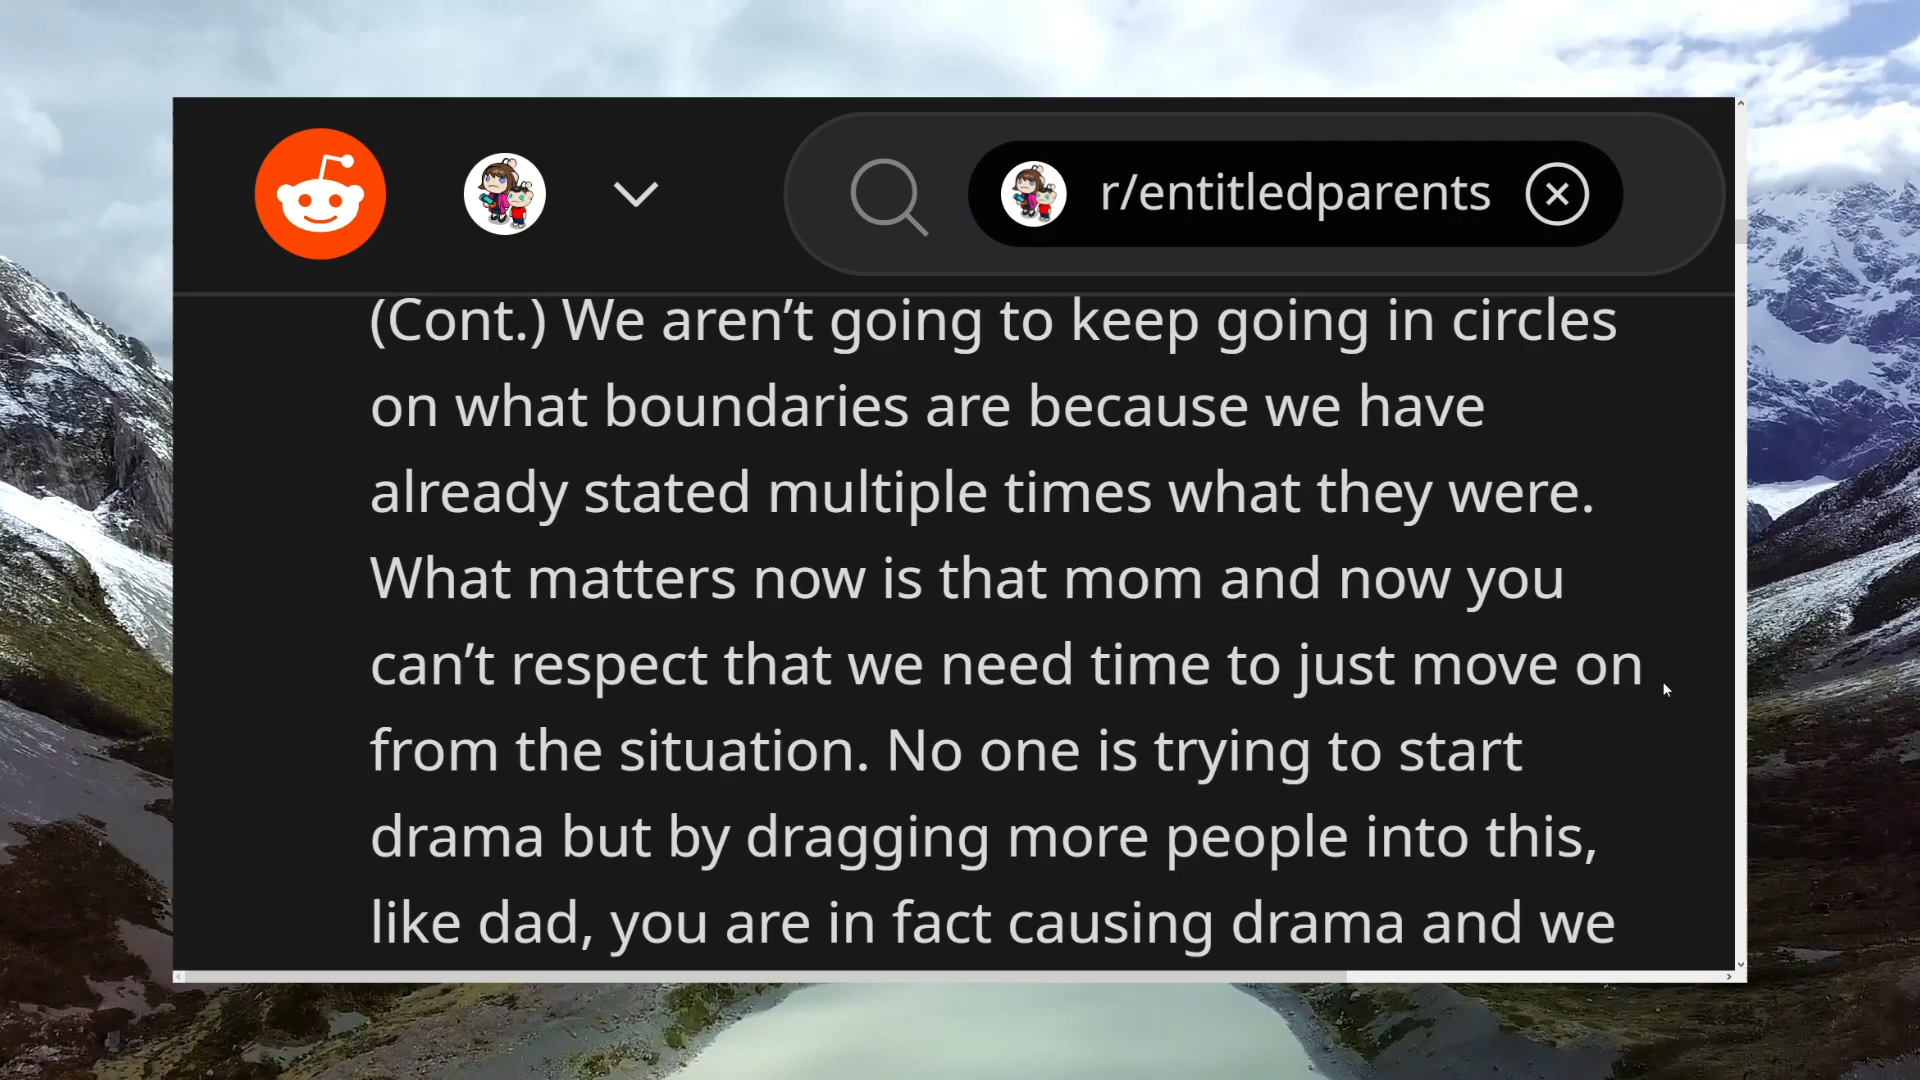 r/entitledparents
(Cont.) We aren’t going to keep going in circles
on what boundaries are because we have
already stated multiple times what they were.
What matters now is that mom and now you
can’t respect that we need time to just move on
from the situation. No one is trying to start
drama but by dragging more people into this,
like dad, you are in fact causing drama and we